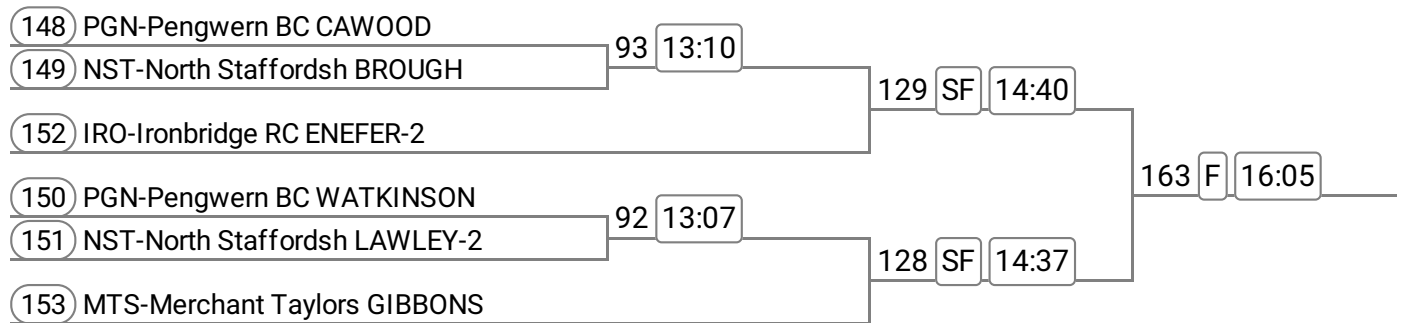 148 PGN-Pengwern BC CAWOOD
93 13:10
149 NST-North Staffordsh BROUGH
129 SF 14:40
152 IRO-Ironbridge RC ENEFER-2
163 F 16:05
150 PGN-Pengwern BC WATKINSON
92 13:07
151 NST-North Staffordsh LAWLEY-2
128 SF 14:37
153 MTS-Merchant Taylors GIBBONS